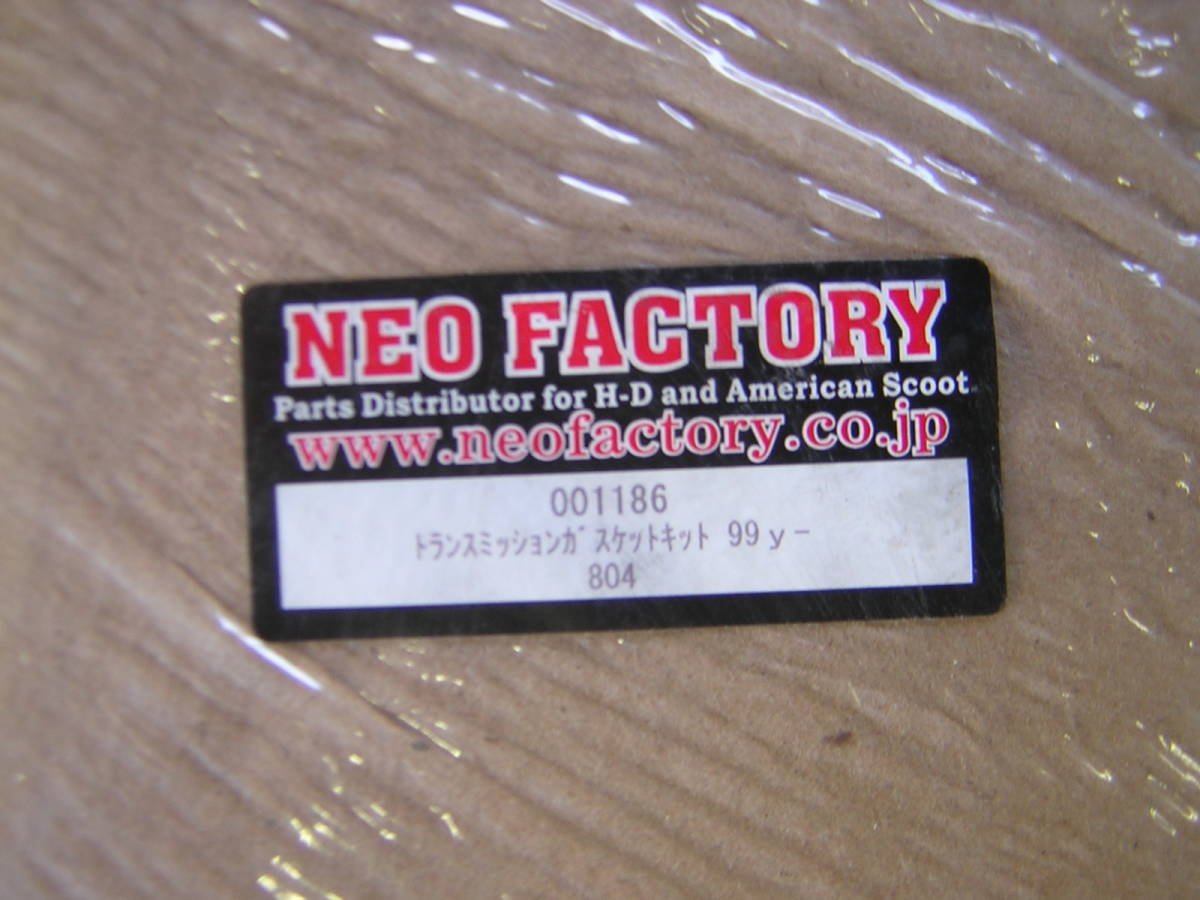 NEO FACTORY
Parts Distributor for H-D and American Scoot
www.neofactory.co.jp
001186
ﾄﾗﾝｽﾐｯｼｮﾝｶﾞｽｹｯﾄｷｯﾄ 99ｙ-
804